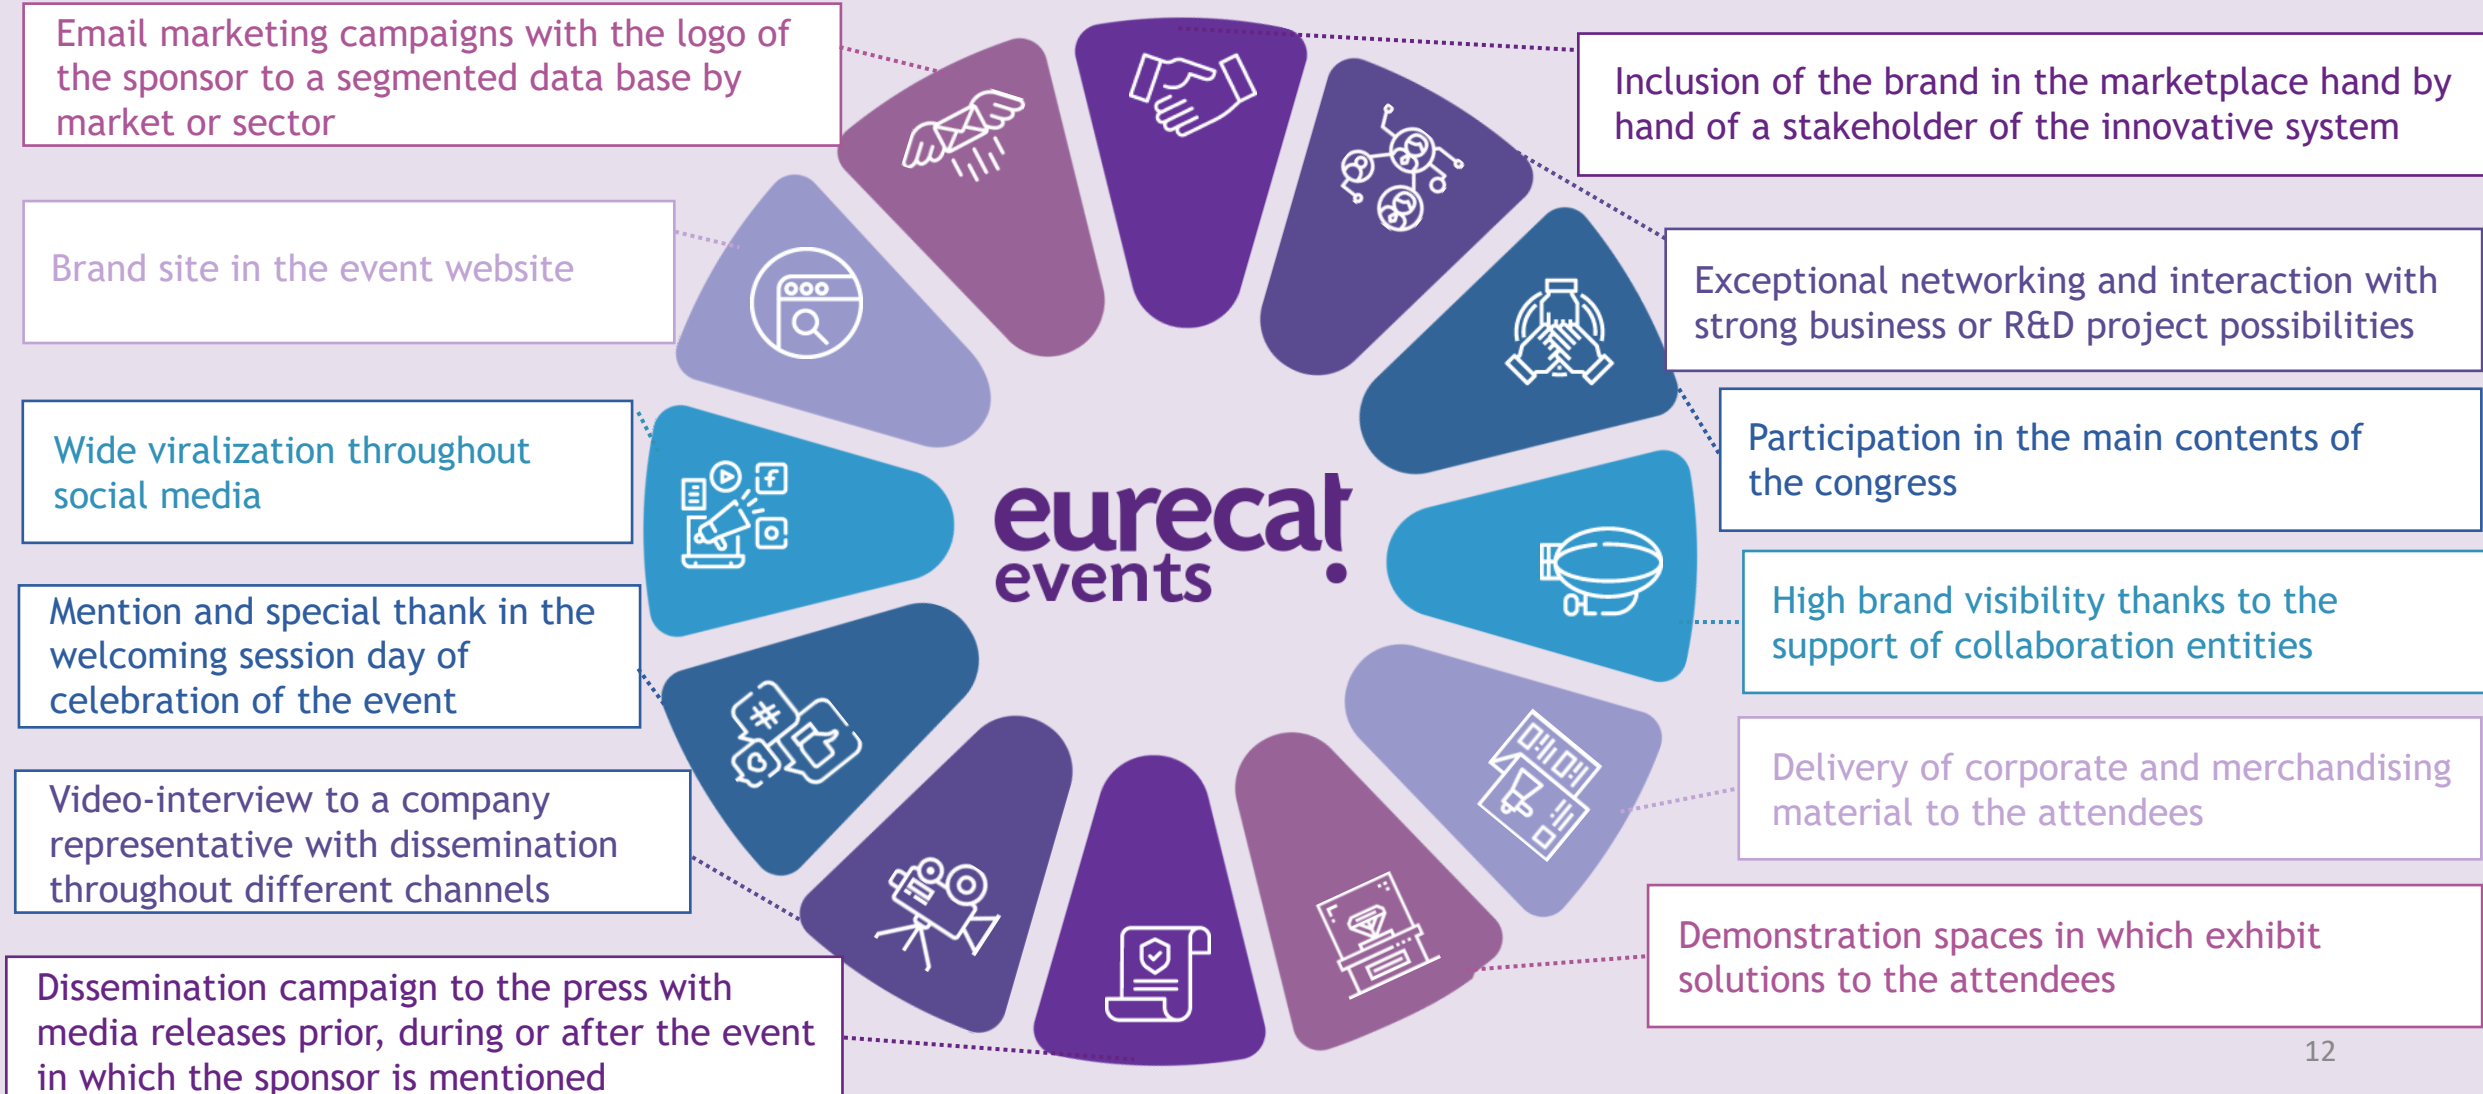 Email marketing campaigns with the logo of
the sponsor to a segmented data base by
market or sector
Brand site in the event website
Wide viralization throughout
social media
Mention and special thank in the
welcoming session day of
celebration of the event
Video-interview to a company
representative with dissemination
throughout different channels
Dissemination campaign to the press with
media releases prior, during or after the event
in which the sponsor is mentioned
eurecat
events
Inclusion of the brand in the marketplace hand by
hand of a stakeholder of the innovative system
Exceptional networking and interaction with
strong business or R&D project possibilities
Participation in the main contents of
the congress
High brand visibility thanks to the
support of collaboration entities
Delivery of corporate and merchandising
material to the attendees
Demonstration spaces in which exhibit
solutions to the attendees
12